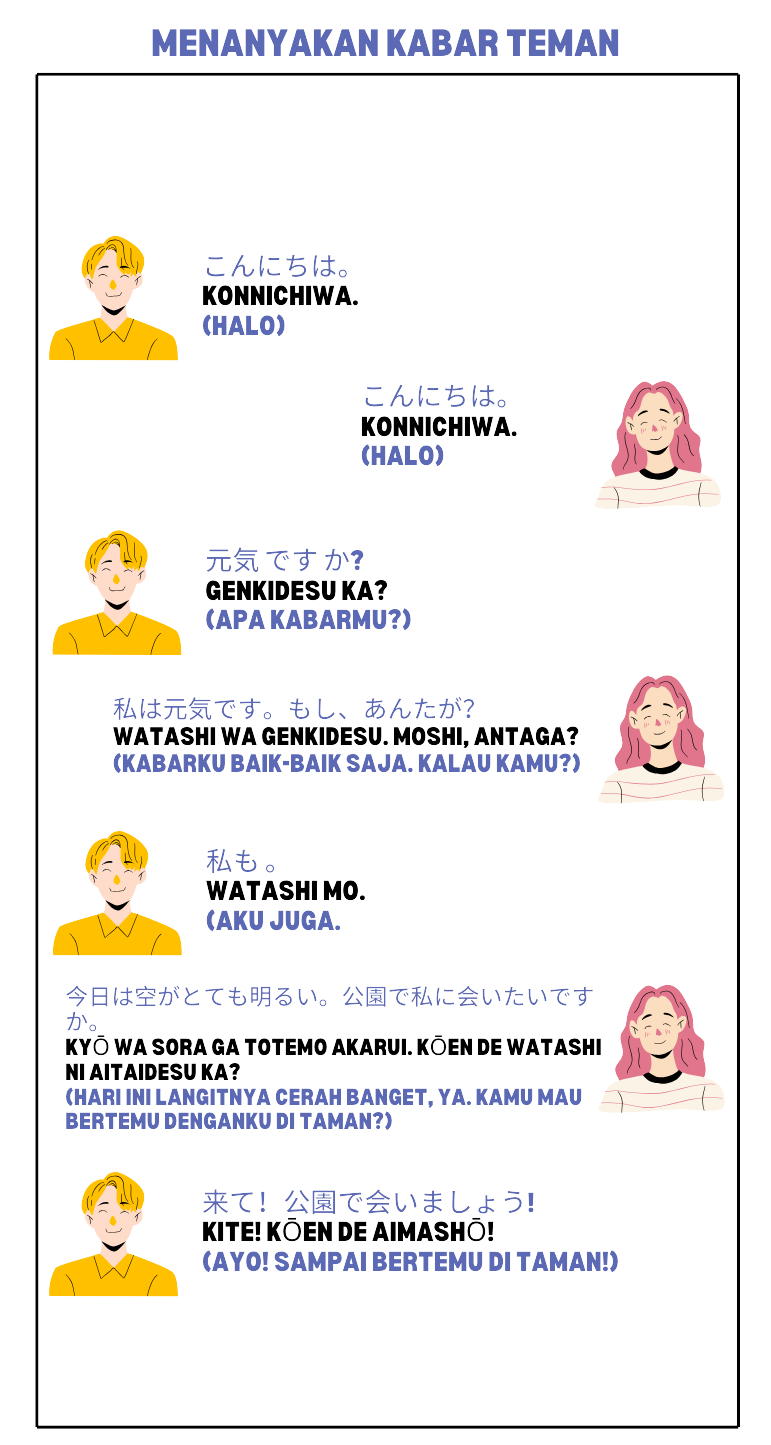 MENANYAKAN KABAR TEMAN
こんにちは。
KONNICHIWA.
(HALO)
こんにちは。
KONNICHIWA.
(HALO)
元気ですか?
GENKIDESU KA?
(APA KABARMU?)
私は元気です。もし、あんたが?
WATASHI WA GENKIDESU. MOSHI, ANTAGA?
(KABARKU BAIK-BAIK SAJA. KALAU KAMU?)
私も。
WATASHI MO.
(AKU JUGA.
今日は空がとても明るい。公園で私に会いたいです
か。
KYŌ WA SORA GA TOTEMO AKARUI. KŌEN DE WATASHI
NI AITAIDESU KA?
(HARI INI LANGITNYA CERAH BANGET, YA. KAMU MAU
BERTEMU DENGANKU DI TAMAN?)
来て！公園で会いましょう!
KITE! KŌEN DE AIMASHŌ!
(AYO! SAMPAI BERTEMU DI TAMAN!)